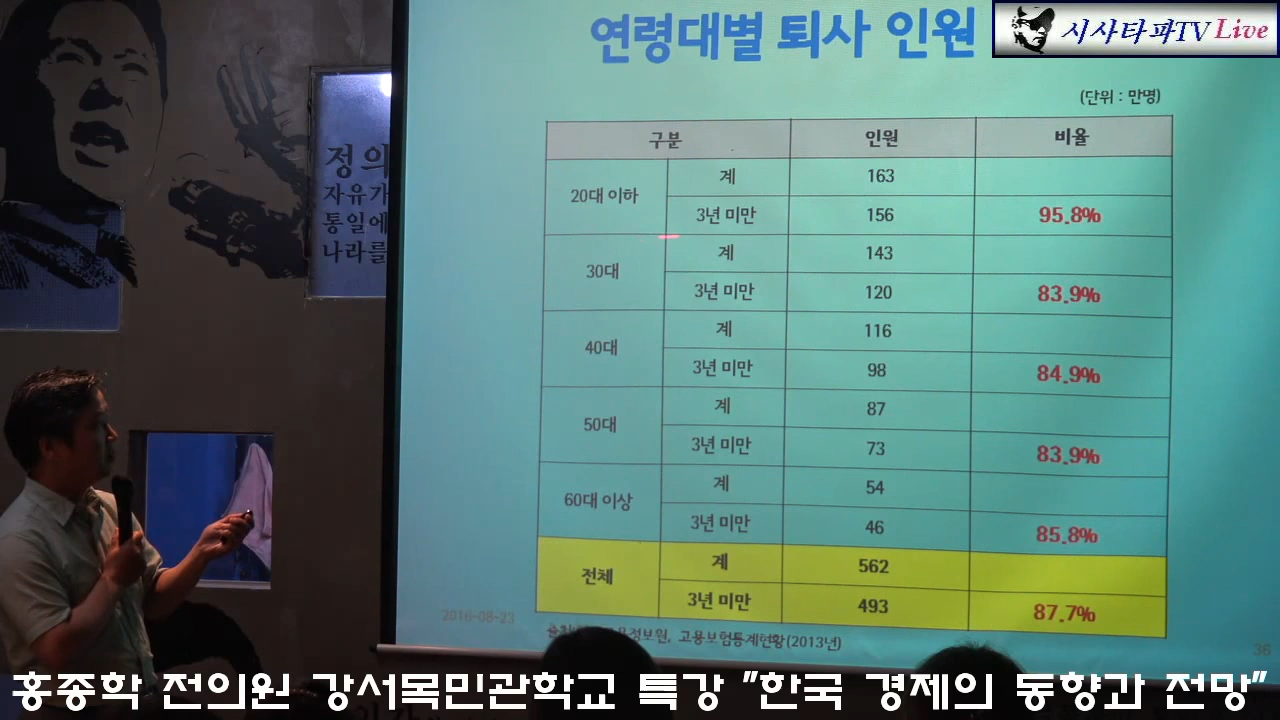 연령대별 퇴사 인원
시사타파TV Live
(단위 : 만명)
정의
자유가
통일에
나라를
구분 인원 비율
20대 이하 계 163
3년 미만 156 95.8%
30대 계 143
3년 미만 120 83.9%
40대 계 116
3년 미만 98 84.9%
50대 계 87
3년 미만 73 83.9%
60대 이상 계 54
3년 미만 46 85.8%
전체 계 562
3년 미만 493 87.7%
2016-08-23
고용보험통계현황(2013년)
36
홍종학 전의원 강서목민관학교 특강 "한국 경제의 동향과 전망"